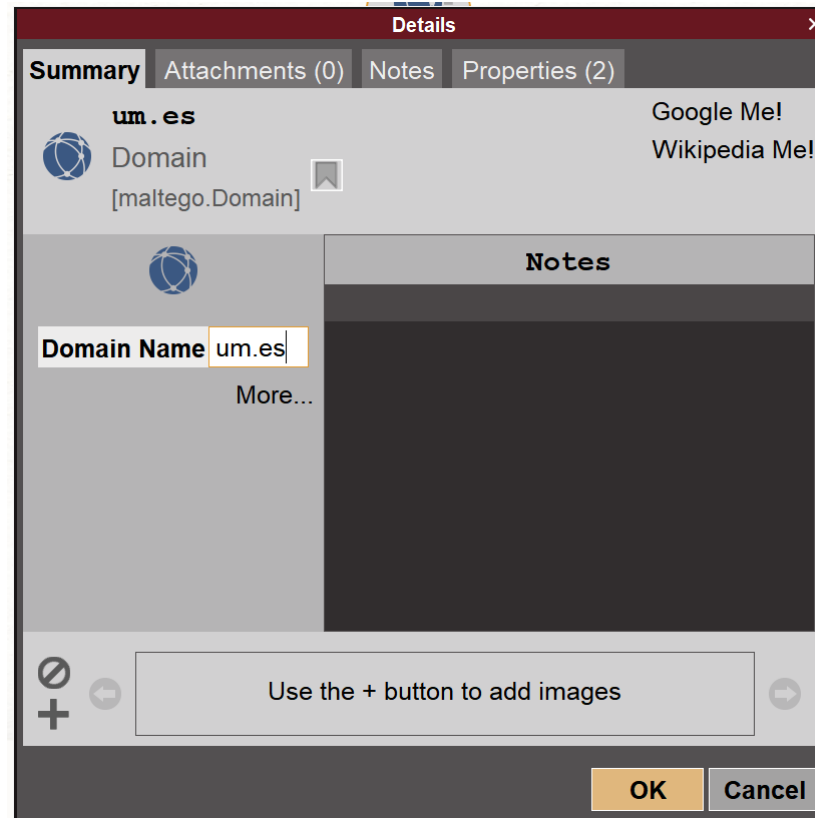 Details
Summary Attachments (0) Notes Properties (2)
um.es
Domain
[maltego.Domain]
Google Me!
Wikipedia Me!
Notes
Domain Name um.es
More...
Use the + button to add images
OK Cancel